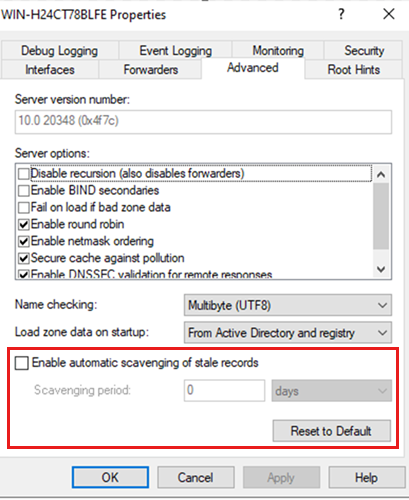 WIN-H24CT78BLFE Properties ? ×
Debug Logging Event Logging Monitoring Security
Interfaces Forwarders Advanced Root Hints
Server version number:
10.0 20348 (0x4f7c)
Server options:
Disable recursion (also disables forwarders)
Enable BIND secondaries
Fail on load if bad zone data
Enable round robin
Enable netmask ordering
Secure cache against pollution
Enable DNSSEC validation for remote responses
Name checking: Multibyte (UTF8)
Load zone data on startup: From Active Directory and registry
Enable automatic scavenging of stale records
Scavenging period: 0 days
Reset to Default
OK Cancel Apply Help